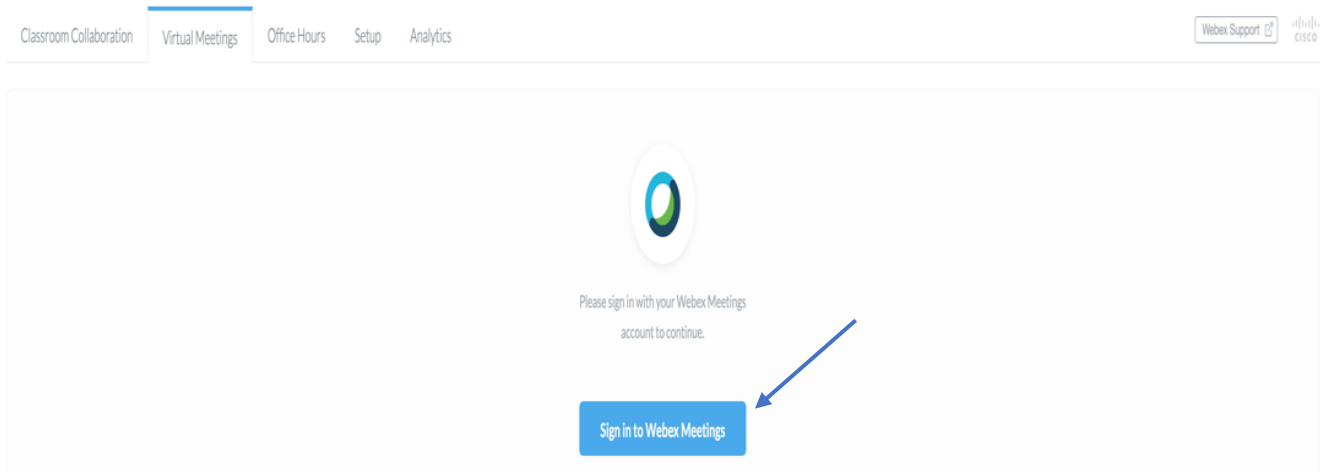 Classroom Collaboration
Virtual Meetings
Office Hours
Setup
Analytics
Webex Support
CISCO
Please sign in with your Webex Meetings
account to continue.
Sign in to Webex Meetings